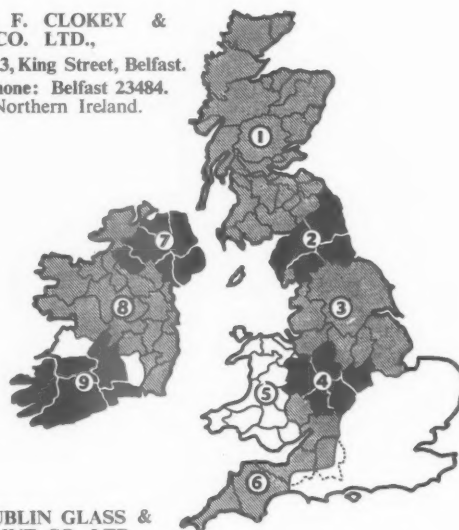 F. CLOKEY &
CO. LTD.,
3, King Street, Belfast.
hone: Belfast 23484.
Northern Ireland.
1
2
3
4
5
6
7
8
9
UBLIN GLASS &